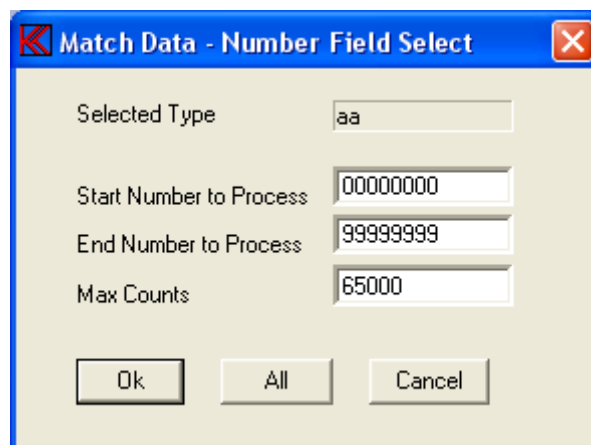 Match Data - Number Field Select
Selected Type aa
Start Number to Process 00000000
End Number to Process 99999999
Max Counts 65000
Ok All Cancel